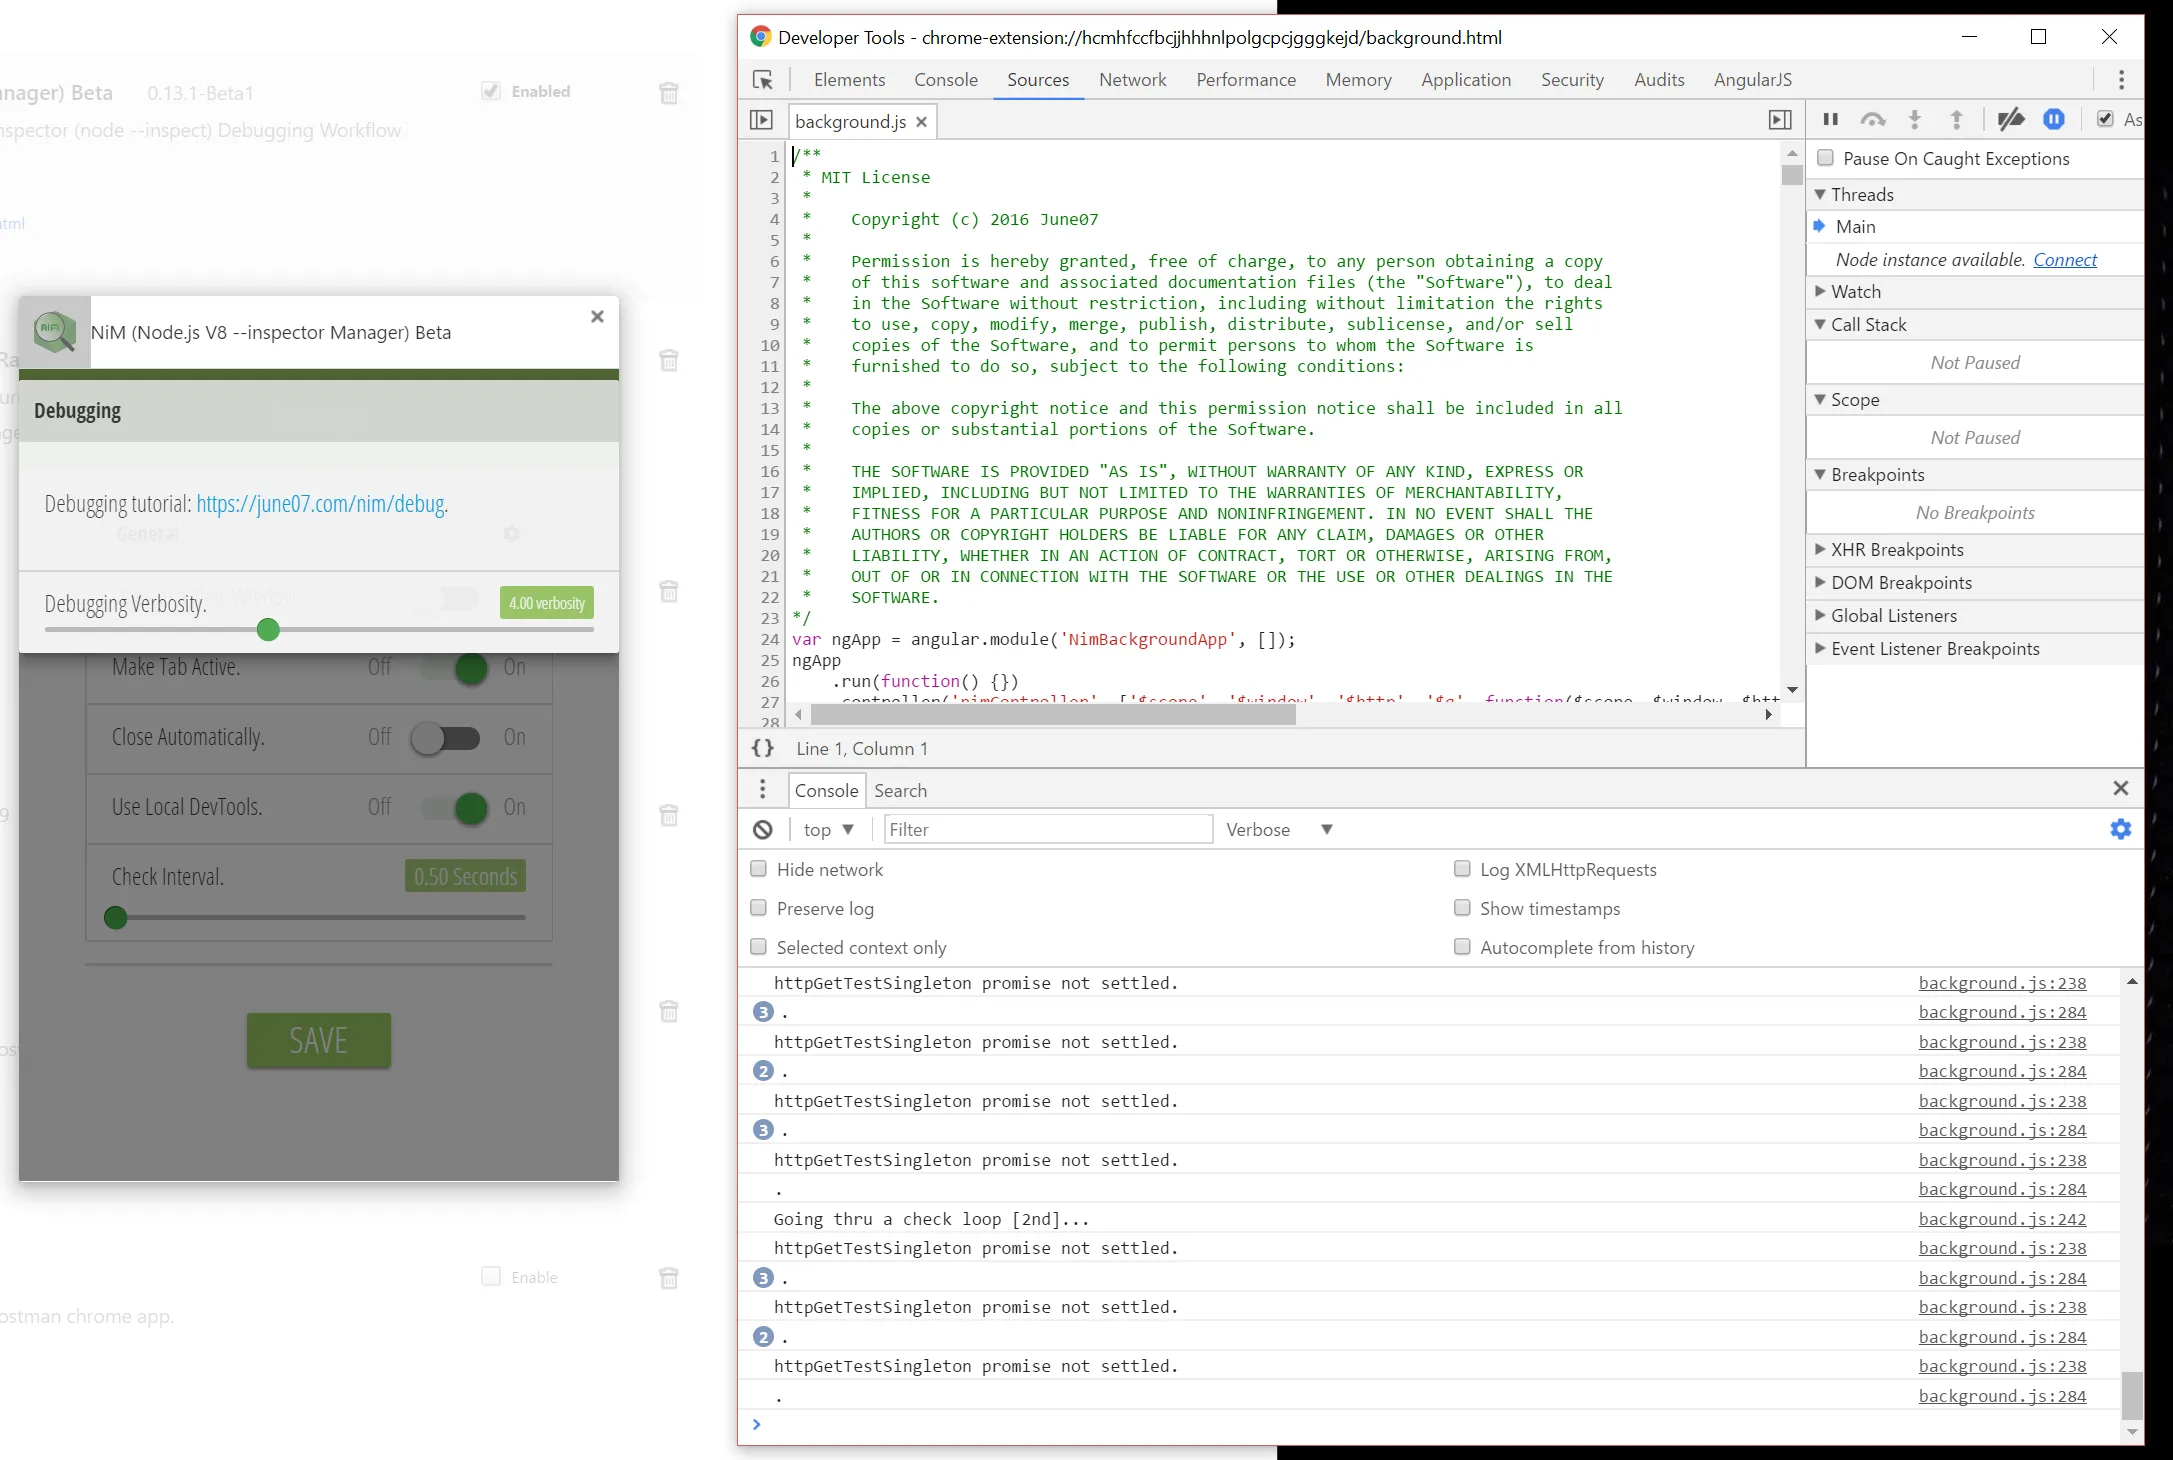 nager) Beta 0.13.1-Beta1 Enabled
nspector (node --inspect) Debugging Workflow
html
NiM
NiM (Node.js V8 --inspector Manager) Beta
Debugging
Debugging tutorial: https://june07.com/nim/debug.
General
Debugging Verbosity. 4.00 verbosity
Make Tab Active. Off On
Close Automatically. Off On
Use Local DevTools. Off On
Check Interval. 0.50 Seconds
SAVE
Enable
ostman chrome app.
Developer Tools - chrome-extension://hcmhfccfbcjjhhhnlpolgcpcjgggkejd/background.html
Elements Console Sources Network Performance Memory Application Security Audits AngularJS
background.js
1 /**
2 * MIT License
3 *
4 * Copyright (c) 2016 June07
5 *
6 * Permission is hereby granted, free of charge, to any person obtaining a copy
7 * of this software and associated documentation files (the "Software"), to deal
8 * in the Software without restriction, including without limitation the rights
9 * to use, copy, modify, merge, publish, distribute, sublicense, and/or sell
10 * copies of the Software, and to permit persons to whom the Software is
11 * furnished to do so, subject to the following conditions:
12 *
13 * The above copyright notice and this permission notice shall be included in all
14 * copies or substantial portions of the Software.
15 *
16 * THE SOFTWARE IS PROVIDED "AS IS", WITHOUT WARRANTY OF ANY KIND, EXPRESS OR
17 * IMPLIED, INCLUDING BUT NOT LIMITED TO THE WARRANTIES OF MERCHANTABILITY,
18 * FITNESS FOR A PARTICULAR PURPOSE AND NONINFRINGEMENT. IN NO EVENT SHALL THE
19 * AUTHORS OR COPYRIGHT HOLDERS BE LIABLE FOR ANY CLAIM, DAMAGES OR OTHER
20 * LIABILITY, WHETHER IN AN ACTION OF CONTRACT, TORT OR OTHERWISE, ARISING FROM,
21 * OUT OF OR IN CONNECTION WITH THE SOFTWARE OR THE USE OR OTHER DEALINGS IN THE
22 * SOFTWARE.
23 */
24 var ngApp = angular.module('NimBackgroundApp', []);
25 ngApp
26 .run(function() {})
27 .controller('nimController', ['$scope', '$window', '$http', '$q', function($scope, $window, $htt
28
{} Line 1, Column 1
As
Pause On Caught Exceptions
Threads
Main
Node instance available. Connect
Watch
Call Stack
Not Paused
Scope
Not Paused
Breakpoints
No Breakpoints
XHR Breakpoints
DOM Breakpoints
Global Listeners
Event Listener Breakpoints
Console Search
top Filter Verbose
Hide network Log XMLHttpRequests
Preserve log Show timestamps
Selected context only Autocomplete from history
httpGetTestSingleton promise not settled. background.js:238
3 . background.js:284
httpGetTestSingleton promise not settled. background.js:238
2 . background.js:284
httpGetTestSingleton promise not settled. background.js:238
3 . background.js:284
httpGetTestSingleton promise not settled. background.js:238
. background.js:284
Going thru a check loop [2nd]... background.js:242
httpGetTestSingleton promise not settled. background.js:238
3 . background.js:284
httpGetTestSingleton promise not settled. background.js:238
2 . background.js:284
httpGetTestSingleton promise not settled. background.js:238
. background.js:284